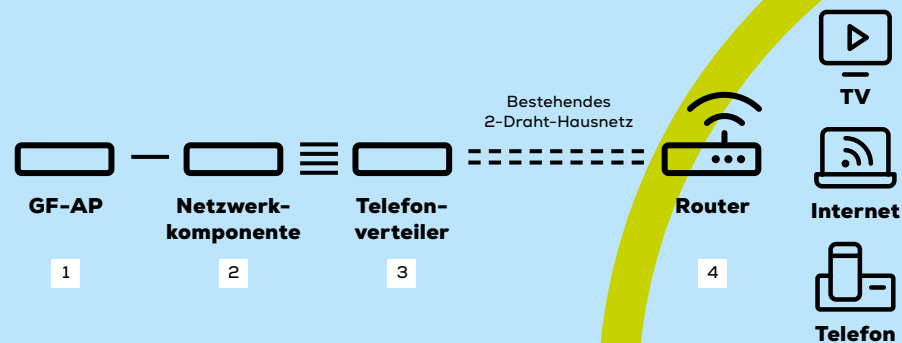 Bestehendes
2-Draht-Hausnetz
GF-AP
Netzwerk-
komponente
Telefon-
verteiler
Router
1
2
3
4
TV
Internet
Telefon